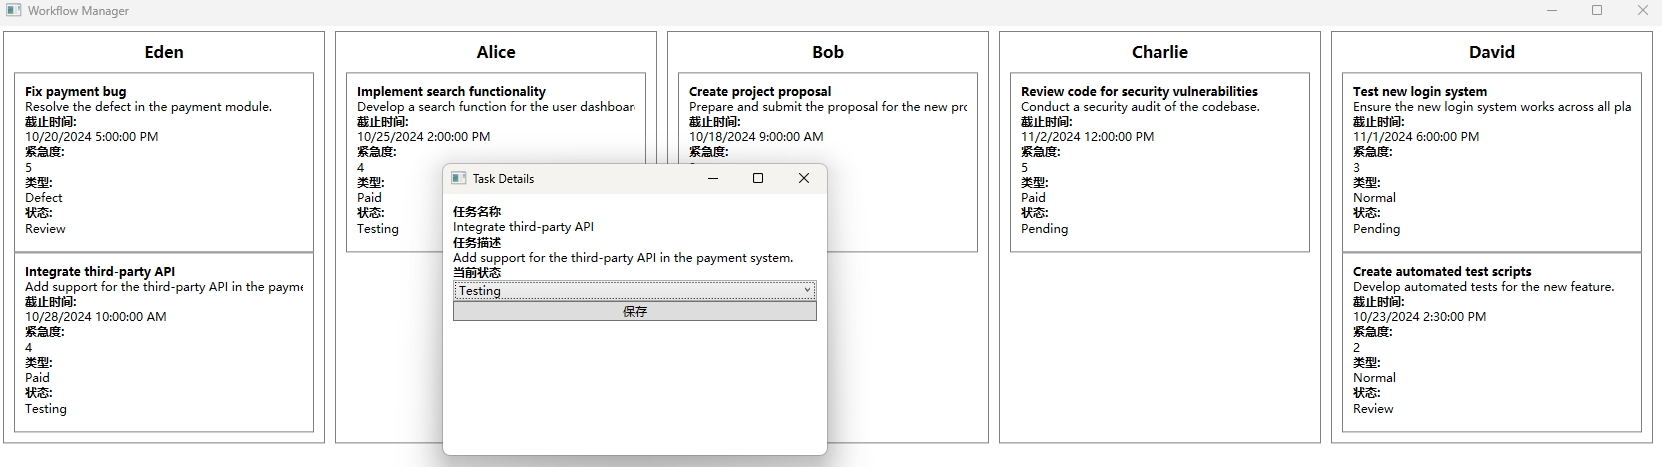 Workflow Manager
Eden
Fix payment bug
Resolve the defect in the payment module.
截止时间:
10/20/2024 5:00:00 PM
紧急度:
5
类型:
Defect
状态:
Review
Integrate third-party API
Add support for the third-party API in the payme
截止时间:
10/28/2024 10:00:00 AM
紧急度:
4
类型:
Paid
状态:
Testing
Alice
Implement search functionality
Develop a search function for the user dashboar
截止时间:
10/25/2024 2:00:00 PM
紧急度:
4
类型:
Paid
状态:
Testing
Bob
Create project proposal
Prepare and submit the proposal for the new pro
截止时间:
10/18/2024 9:00:00 AM
紧急度:
Task Details
任务名称
Integrate third-party API
任务描述
Add support for the third-party API in the payment system.
当前状态
Testing
保存
Charlie
Review code for security vulnerabilities
Conduct a security audit of the codebase.
截止时间:
11/2/2024 12:00:00 PM
紧急度:
5
类型:
Paid
状态:
Pending
David
Test new login system
Ensure the new login system works across all pla
截止时间:
11/1/2024 6:00:00 PM
紧急度:
3
类型:
Normal
状态:
Pending
Create automated test scripts
Develop automated tests for the new feature.
截止时间:
10/23/2024 2:30:00 PM
紧急度:
2
类型:
Normal
状态:
Review